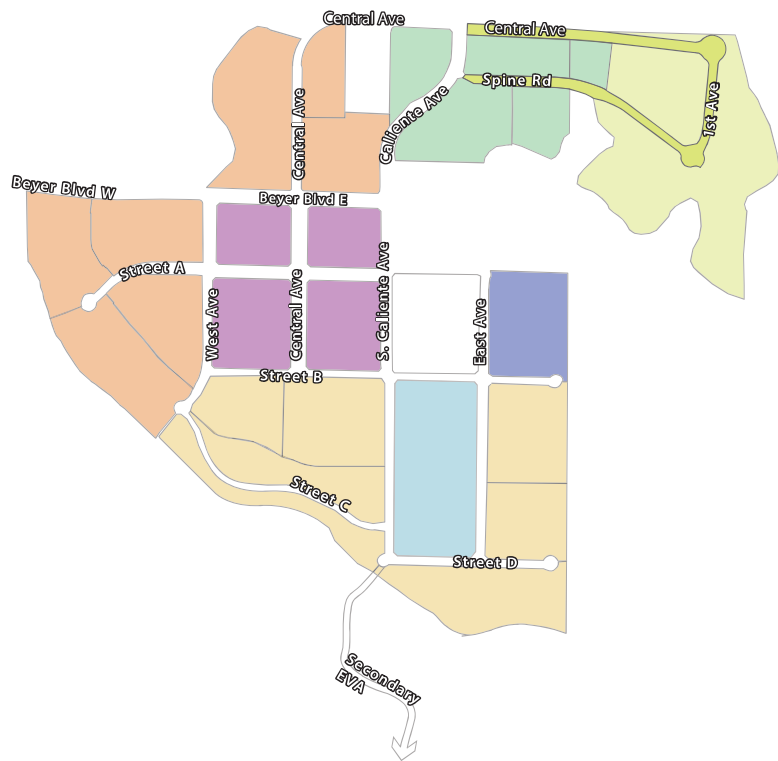 Central Ave
Central Ave
Spine Rd
1st Ave
Caliente Ave
Central Ave
Beyer Blvd W
Beyer Blvd E
Street A
West Ave
Central Ave
S. Caliente Ave
East Ave
Street B
Street C
Street D
Secondary
EVA